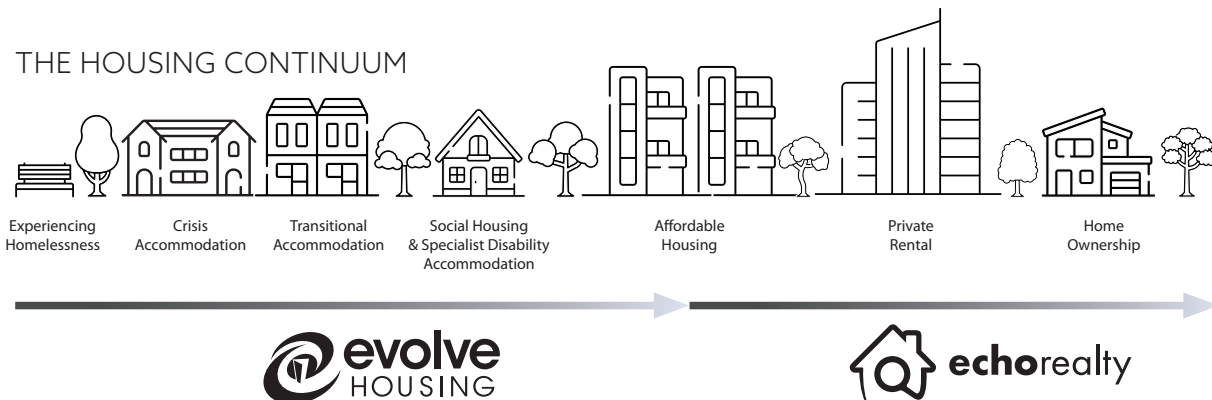 THE HOUSING CONTINUUM
Experiencing
Homelessness
Crisis
Accommodation
Transitional
Accommodation
Social Housing
& Specialist Disability
Accommodation
Affordable
Housing
Private
Rental
Home
Ownership
evolve
HOUSING
echorealty